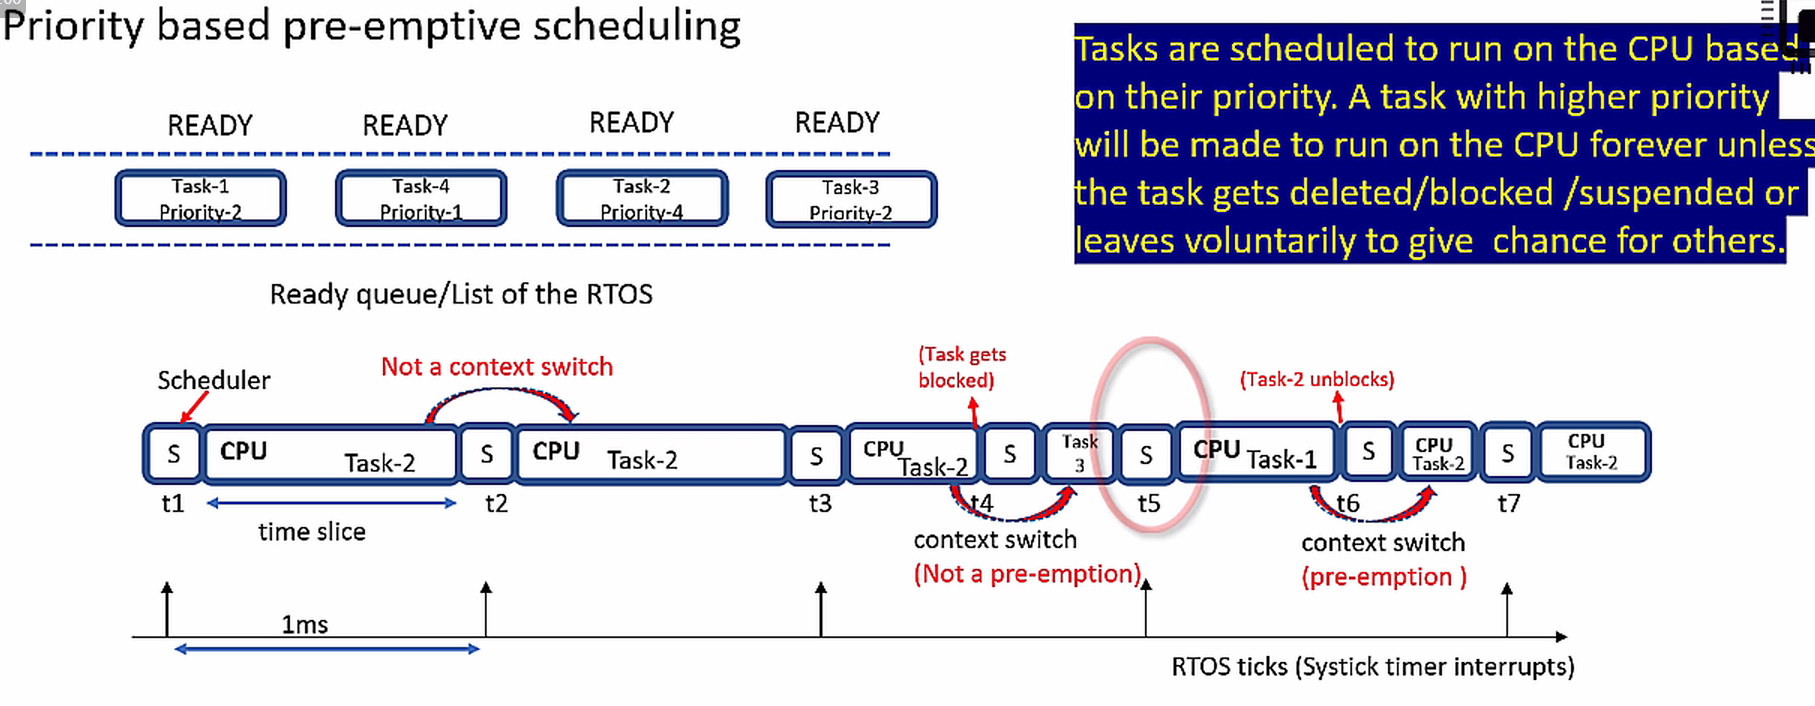 Priority based pre-emptive scheduling
Tasks are scheduled to run on the CPU based
on their priority. A task with higher priority
will be made to run on the CPU forever unless
the task gets deleted/blocked /suspended or
leaves voluntarily to give chance for others.
READY
READY
READY
READY
Task-1
Priority-2
Task-4
Priority-1
Task-2
Priority-4
Task-3
Priority-2
Ready queue/List of the RTOS
Scheduler
Not a context switch
(Task gets
blocked)
(Task-2 unblocks)
S
CPU
Task-2
S
CPU
Task-2
S
CPU
Task-2
S
Task
3
S
CPU
Task-1
S
CPU
Task-2
S
CPU
Task-2
t1
t2
t3
t4
t5
t6
t7
time slice
context switch
(Not a pre-emption)
context switch
(pre-emption )
1ms
RTOS ticks (Systick timer interrupts)